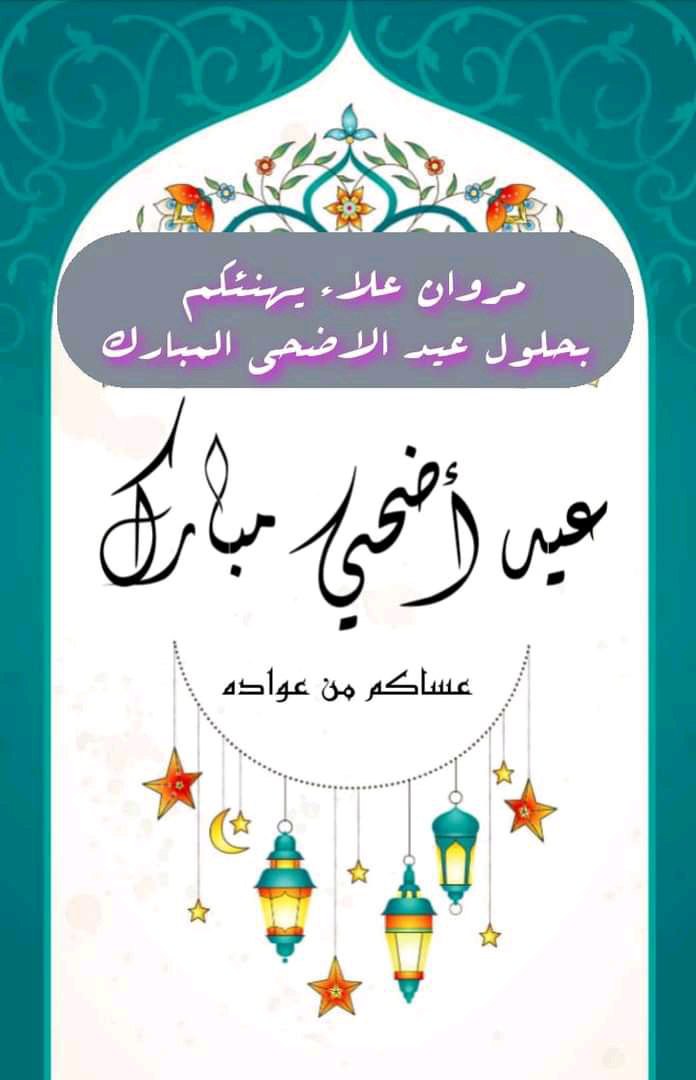 مروان علاء يهنئكم
بحلول عيد الاضحى المبارك
عيد أضحى مبارك
عساكم من عواده